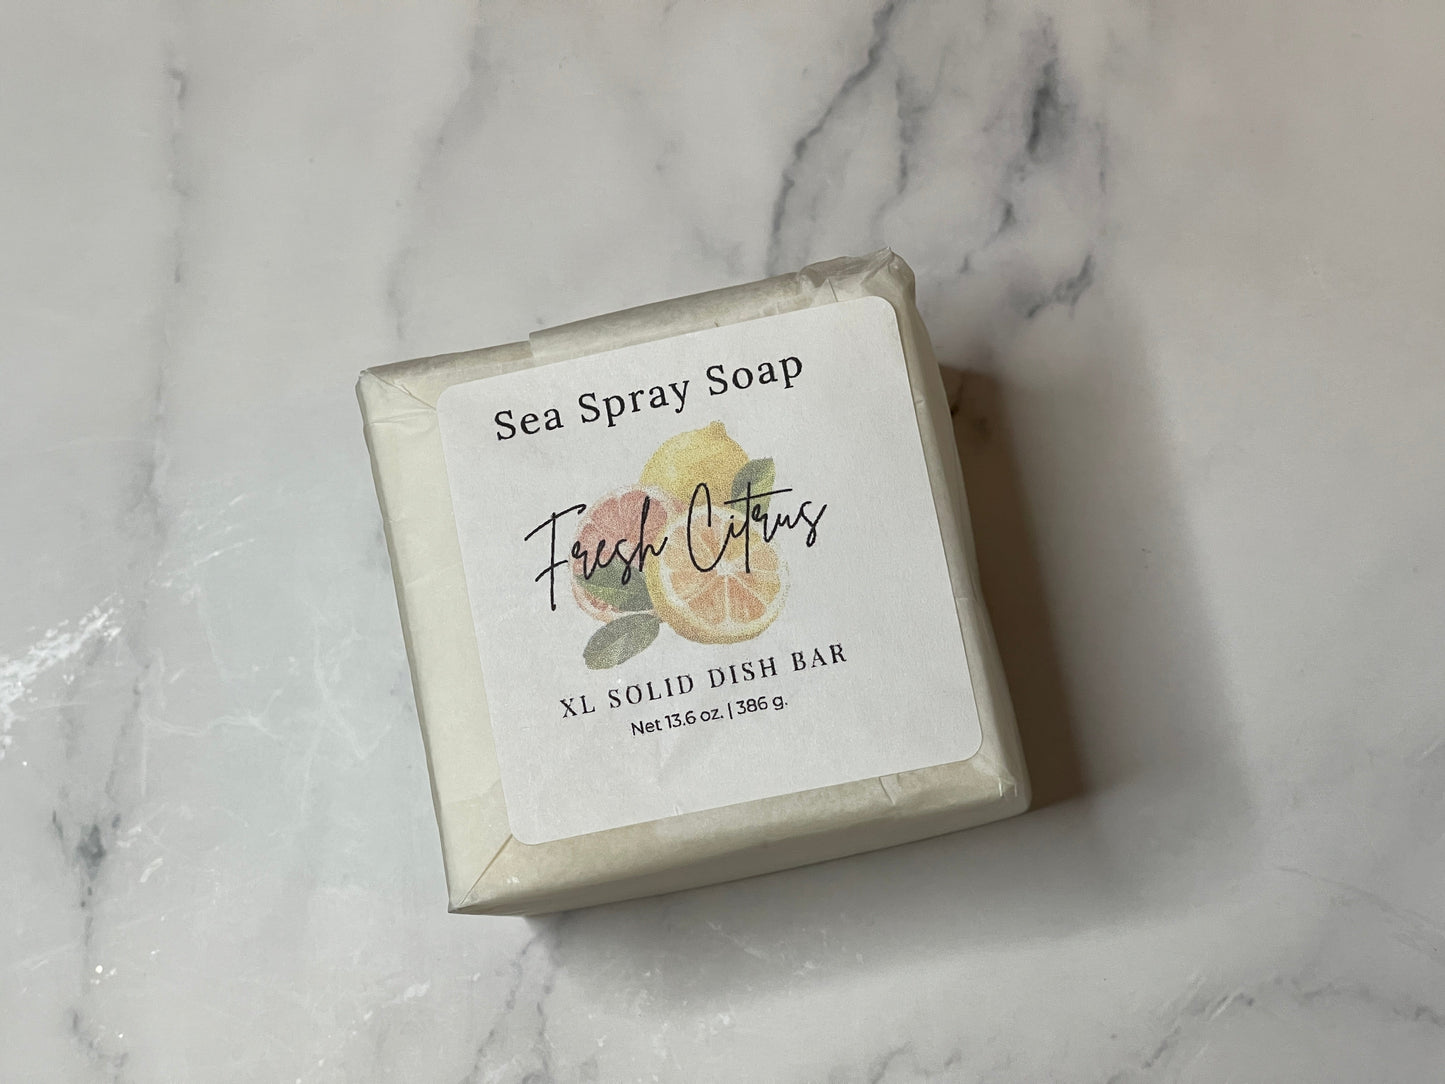 Sea Spray Soap
Fresh Citrus
XL SOLID DISH BAR
Net 13.6 oz. | 386 g.